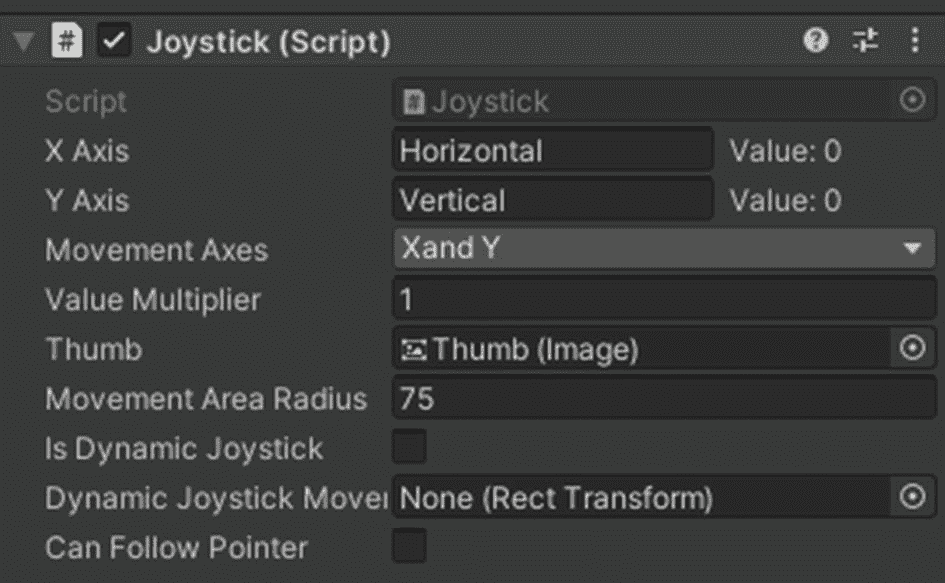 Joystick (Script)
Script Joystick
X Axis Horizontal Value: 0
Y Axis Vertical Value: 0
Movement Axes Xand Y
Value Multiplier 1
Thumb Thumb (Image)
Movement Area Radius 75
Is Dynamic Joystick
Dynamic Joystick Mover None (Rect Transform)
Can Follow Pointer